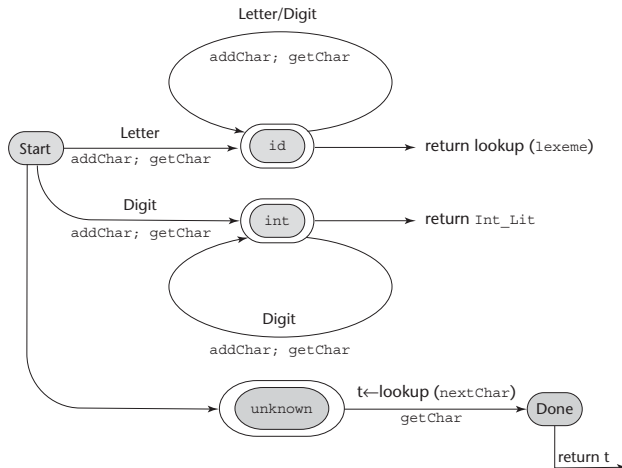 Letter/Digit
addChar; getChar
Letter
Start
id
return lookup (lexeme)
addChar; getChar
Digit
int
return Int_Lit
addChar; getChar
Digit
addChar; getChar
t←lookup (nextChar)
unknown
Done
getChar
return t